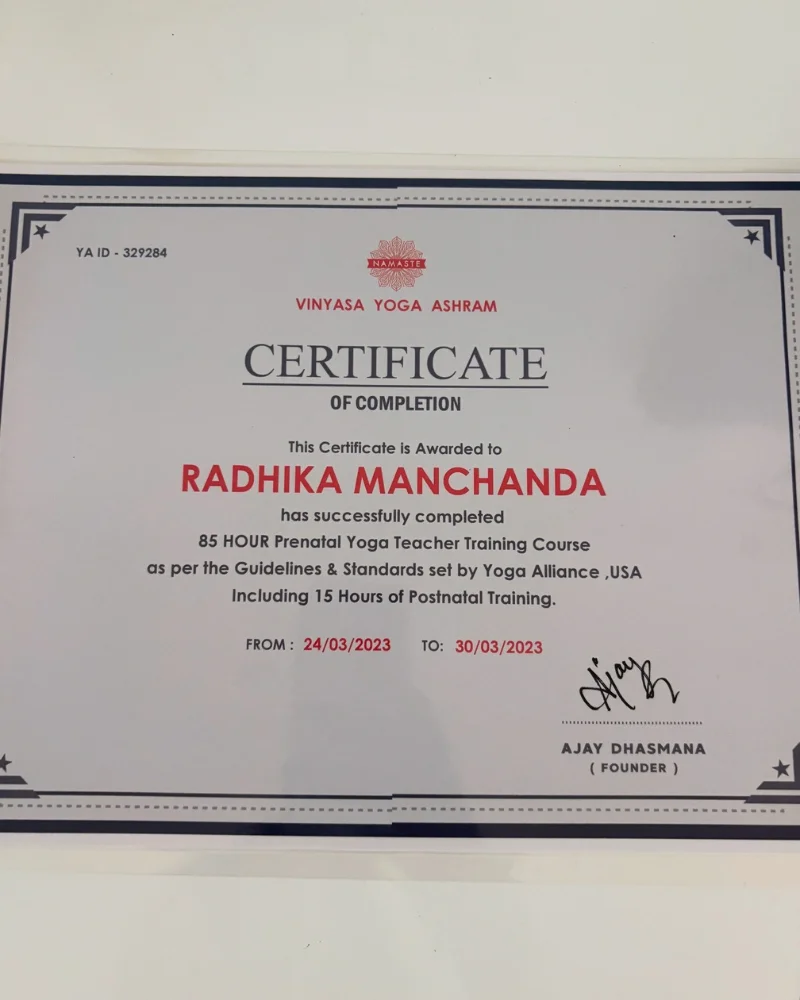 YA ID - 329284
NAMASTE
VINYASA YOGA ASHRAM
CERTIFICATE
OF COMPLETION
This Certificate is Awarded to
RADHIKA MANCHANDA
has successfully completed
85 HOUR Prenatal Yoga Teacher Training Course
as per the Guidelines & Standards set by Yoga Alliance ,USA
Including 15 Hours of Postnatal Training.
FROM : 24/03/2023 TO: 30/03/2023
Ajay
AJAY DHASMANA
( FOUNDER )